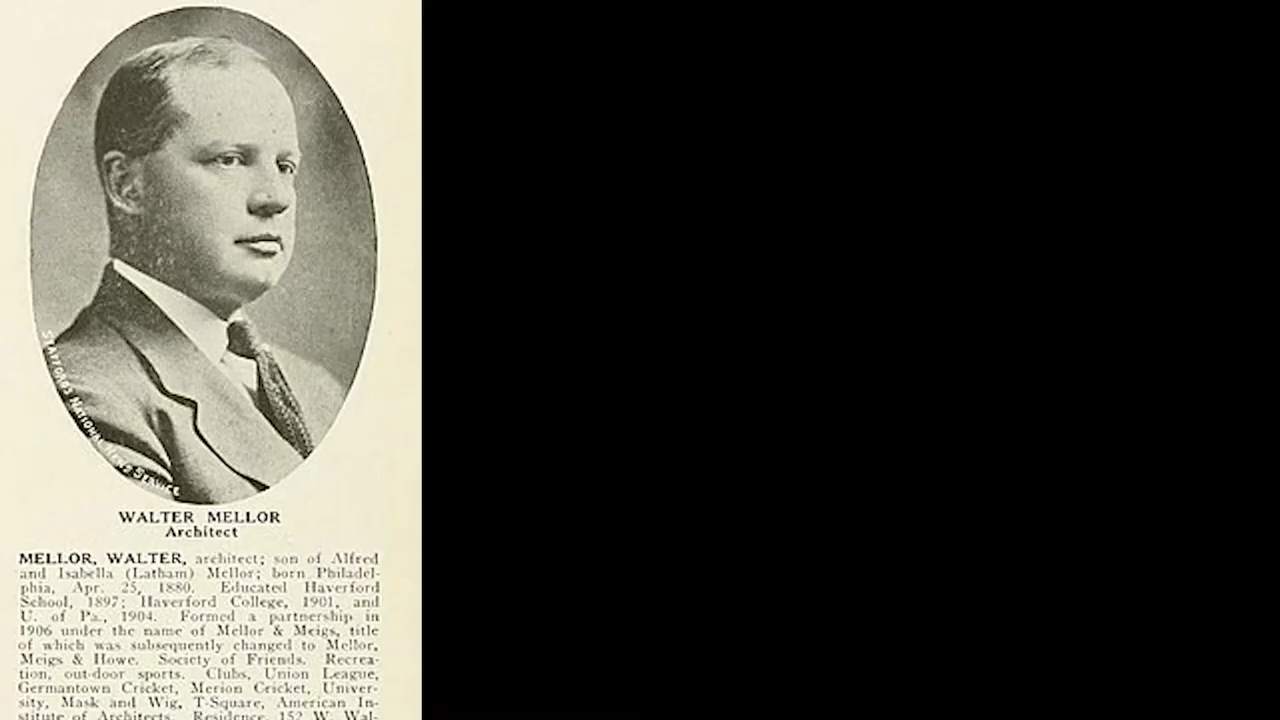 STAFFORDS NATIONAL NEWS SERVICE
WALTER MELLOR
Architect
MELLOR, WALTER, architect; son of Alfred
and Isabella (Latham) Mellor; born Philadel-
phia, Apr. 25, 1880. Educated Haverford
School, 1897; Haverford College, 1901, and
U. of Pa., 1904. Formed a partnership in
1906 under the name of Mellor & Meigs, title
of which was subsequently changed to Mellor,
Meigs & Howe. Society of Friends. Recrea-
tion, out-door sports. Clubs, Union League,
Germantown Cricket, Merion Cricket, Univer-
sity, Mask and Wig, T-Square, American In-
stitute of Architects. Residence, 152 W. Wal-